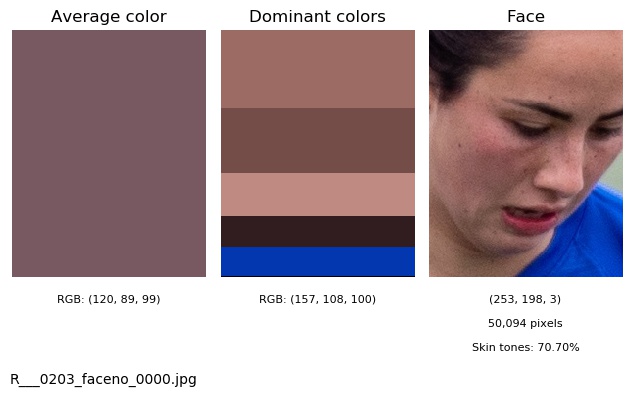 Average color
Dominant colors
Face
RGB: (120, 89, 99)
RGB: (157, 108, 100)
(253, 198, 3)
50,094 pixels
Skin tones: 70.70%
R___0203_faceno_0000.jpg